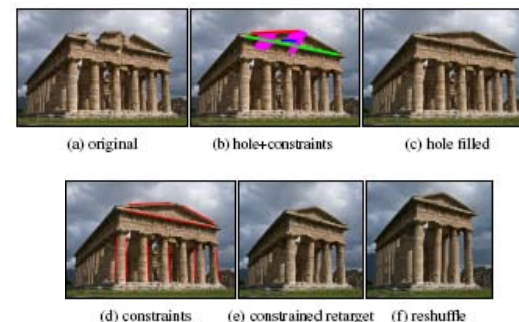 (a) original
(b) hole+constraints
(c) hole filled
(d) constraints
(e) constrained retarget
(f) reshuffle